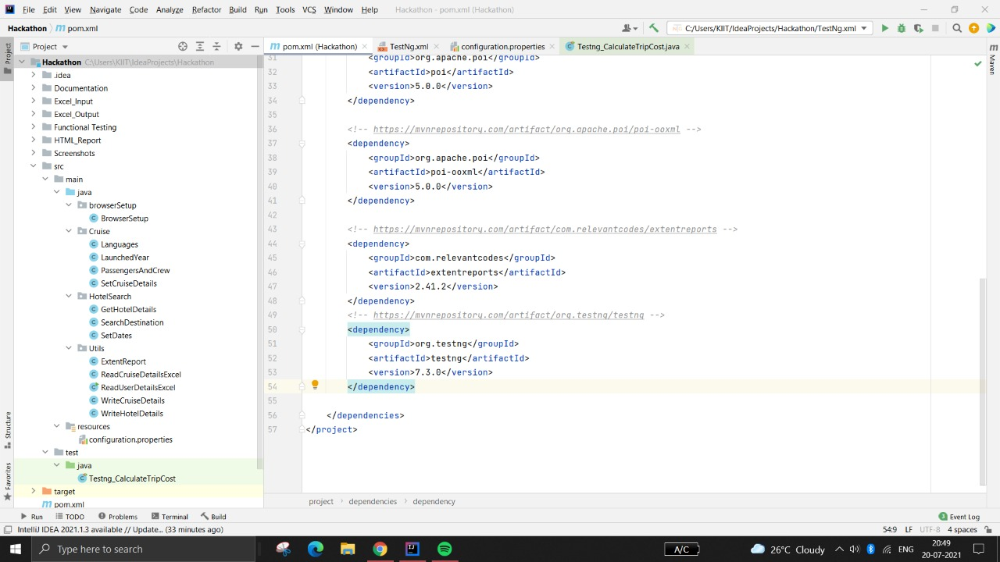 File Edit View Navigate Code Analyze Refactor Build Run Tools VCS Window Help Hackathon - pom.xml (Hackathon)
Hackathon pom.xml C:/Users/KIIT/IdeaProjects/Hackathon/TestNg.xml
Project pom.xml (Hackathon) TestNg.xml configuration.properties Testng_CalculateTripCost.java
Project
Maven
Structure
Favorites
Hackathon C:\Users\KIIT\IdeaProjects\Hackathon
.idea
Documentation
Excel_Input
Excel_Output
Functional Testing
HTML_Report
Screenshots
src
main
java
browserSetup
BrowserSetup
Cruise
Languages
LaunchedYear
PassengersAndCrew
SetCruiseDetails
HotelSearch
GetHotelDetails
SearchDestination
SetDates
Utils
ExtentReport
ReadCruiseDetailsExcel
ReadUserDetailsExcel
WriteCruiseDetails
WriteHotelDetails
resources
configuration.properties
test
java
Testng_CalculateTripCost
target
pom.xml
31 <groupId>org.apache.poi</groupId>
32 <artifactId>poi</artifactId>
33 <version>5.0.0</version>
34 </dependency>
35
36 <!-- https://mvnrepository.com/artifact/org.apache.poi/poi-ooxml -->
37 <dependency>
38 <groupId>org.apache.poi</groupId>
39 <artifactId>poi-ooxml</artifactId>
40 <version>5.0.0</version>
41 </dependency>
42
43 <!-- https://mvnrepository.com/artifact/com.relevantcodes/extentreports -->
44 <dependency>
45 <groupId>com.relevantcodes</groupId>
46 <artifactId>extentreports</artifactId>
47 <version>2.41.2</version>
48 </dependency>
49 <!-- https://mvnrepository.com/artifact/org.testng/testng -->
50 <dependency>
51 <groupId>org.testng</groupId>
52 <artifactId>testng</artifactId>
53 <version>7.3.0</version>
54 </dependency>
55
56 </dependencies>
57 </project>
project › dependencies › dependency
Run TODO Problems Terminal Build 3 Event Log
IntelliJ IDEA 2021.1.3 available // Update... (33 minutes ago) 54:9 LF UTF-8 4 spaces
Type here to search A/C 26°C Cloudy ENG 20:49
20-07-2021